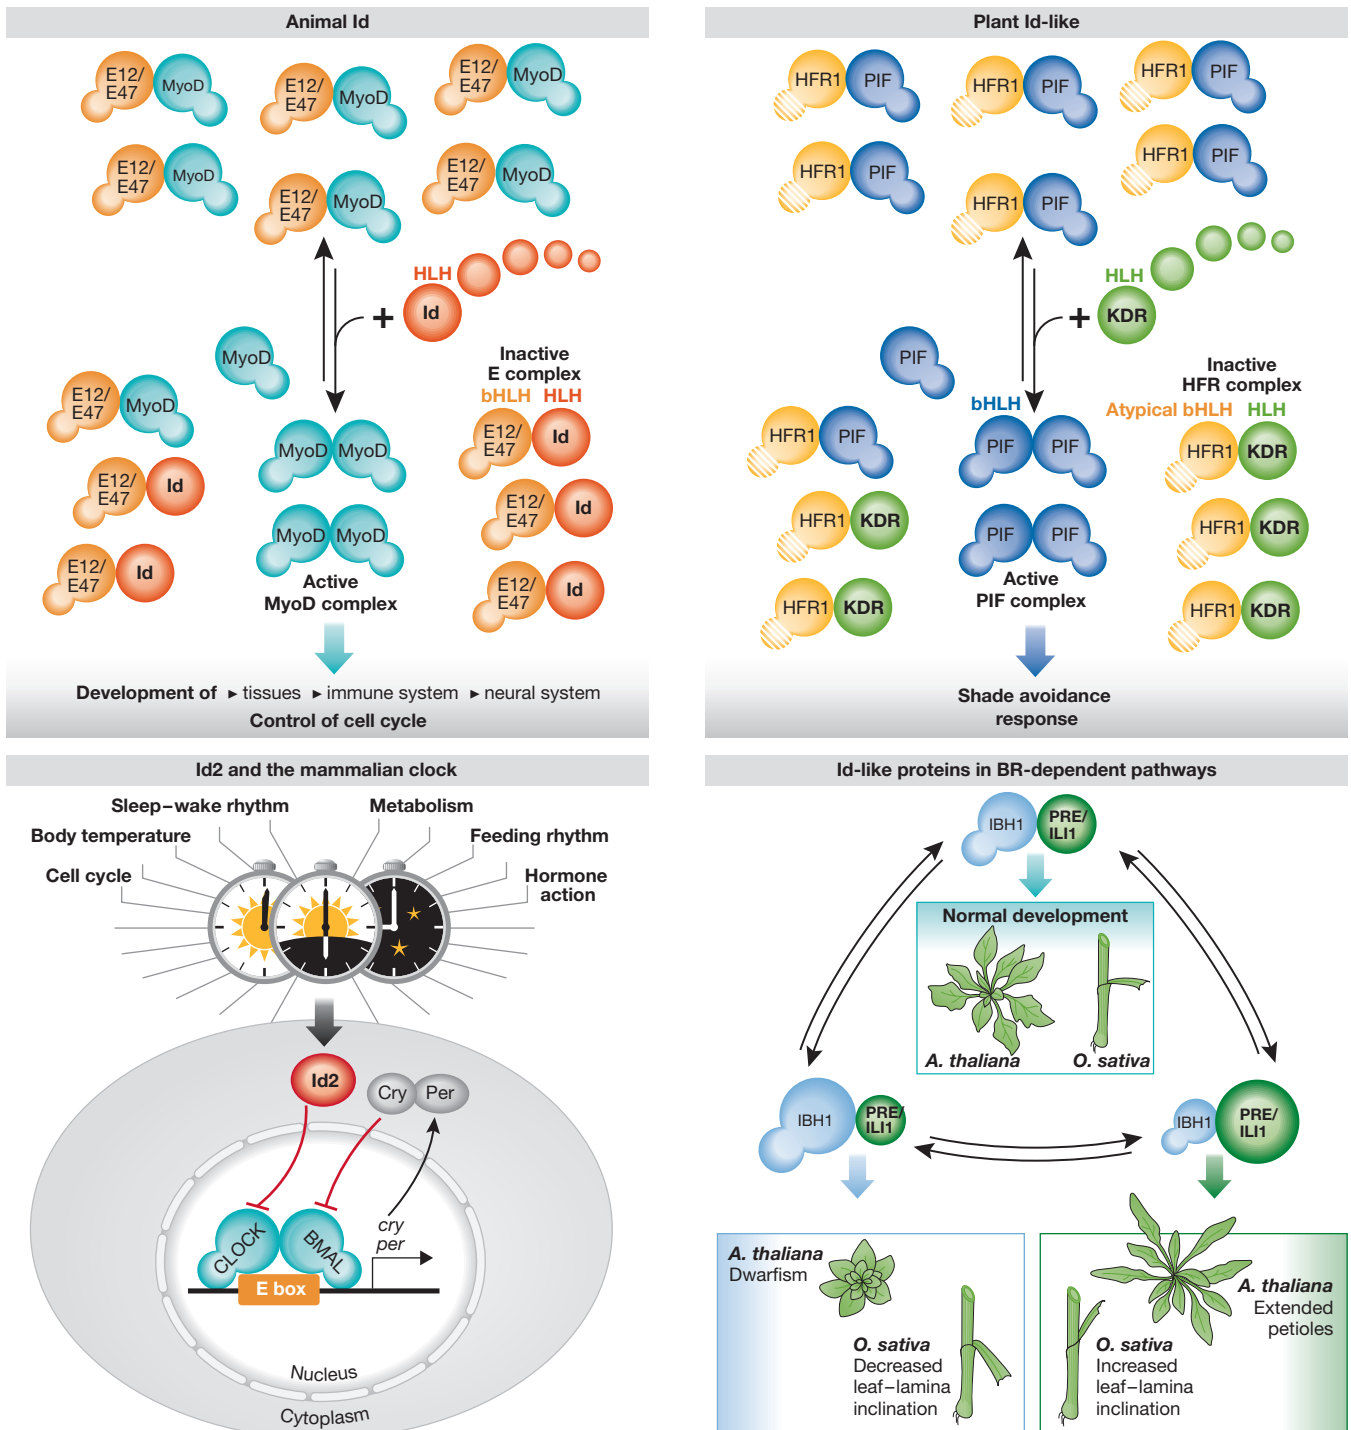 Animal Id
E12/
E47
MyoD
E12/
E47
MyoD
E12/
E47
MyoD
E12/
E47
MyoD
E12/
E47
MyoD
E12/
E47
MyoD
HLH
Id
+
MyoD
Inactive
E complex
bHLH HLH
E12/
E47
MyoD
E12/
E47
Id
E12/
E47
Id
MyoD MyoD
MyoD MyoD
E12/
E47
Id
E12/
E47
Id
E12/
E47
Id
Active
MyoD complex
Development of ▸ tissues ▸ immune system ▸ neural system
Control of cell cycle
Plant Id-like
HFR1 PIF
HFR1 PIF
HFR1 PIF
HFR1 PIF
HFR1 PIF
HFR1 PIF
HLH
KDR
+
PIF
Inactive
HFR complex
bHLH
Atypical bHLH HLH
HFR1 PIF
HFR1 KDR
HFR1 KDR
PIF PIF
PIF PIF
HFR1 KDR
HFR1 KDR
HFR1 KDR
Active
PIF complex
Shade avoidance
response
Id2 and the mammalian clock
Sleep–wake rhythm
Metabolism
Body temperature
Feeding rhythm
Cell cycle
Hormone
action
Id2
Cry Per
CLOCK
BMAL
cry
per
E box
Nucleus
Cytoplasm
Id-like proteins in BR-dependent pathways
IBH1
PRE/
ILI1
Normal development
A. thaliana
O. sativa
IBH1
PRE/
ILI1
IBH1
PRE/
ILI1
A. thaliana
Dwarfism
O. sativa
Decreased
leaf–lamina
inclination
A. thaliana
Extended
petioles
O. sativa
Increased
leaf–lamina
inclination